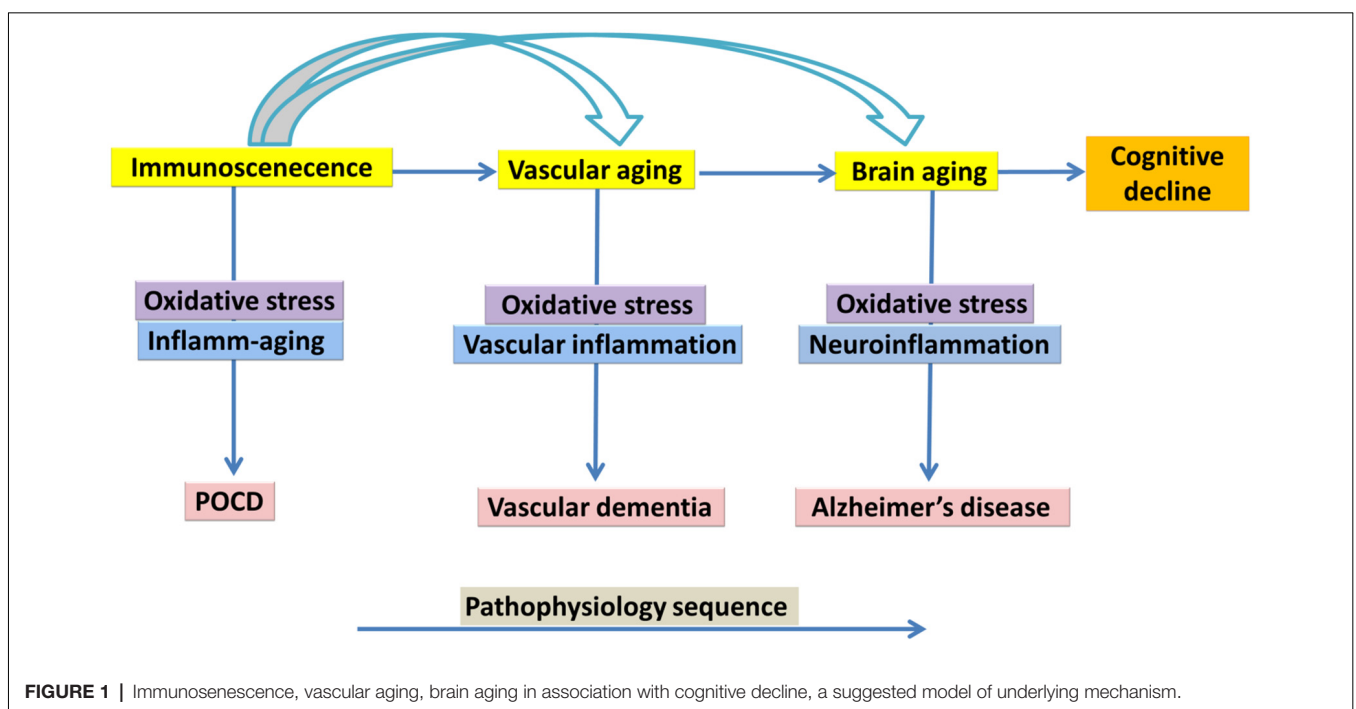 Immunoscenecence
Vascular aging
Brain aging
Cognitive
decline
Oxidative stress
Inflamm-aging
Oxidative stress
Vascular inflammation
Oxidative stress
Neuroinflammation
POCD
Vascular dementia
Alzheimer’s disease
Pathophysiology sequence
FIGURE 1 | Immunosenescence, vascular aging, brain aging in association with cognitive decline, a suggested model of underlying mechanism.